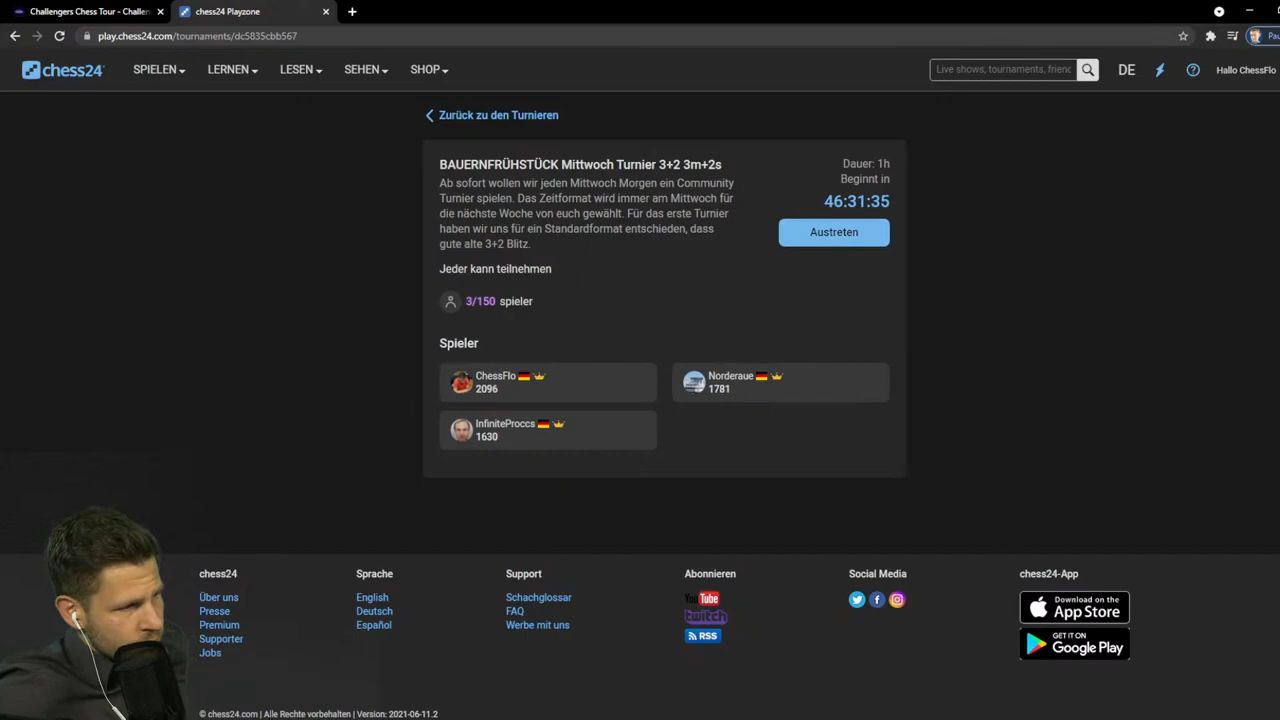 Challengers Chess Tour - Challen
chess24 Playzone
play.chess24.com/tournaments/dc5835cbb567
chess24
SPIELEN
LERNEN
LESEN
SEHEN
SHOP
Live shows, tournaments, friend
DE
Hallo ChessFlo
Zurück zu den Turnieren
BAUERNFRÜHSTÜCK Mittwoch Turnier 3+2 3m+2s
Ab sofort wollen wir jeden Mittwoch Morgen ein Community
Turnier spielen. Das Zeitformat wird immer am Mittwoch für
die nächste Woche von euch gewählt. Für das erste Turnier
haben wir uns für ein Standardformat entschieden, dass
gute alte 3+2 Blitz.
Dauer: 1h
Beginnt in
46:31:35
Austreten
Jeder kann teilnehmen
3/150 spieler
Spieler
ChessFlo
2096
Norderaue
1781
InfiniteProccs
1630
chess24
Über uns
Presse
Premium
Supporter
Jobs
Sprache
English
Deutsch
Español
Support
Schachglossar
FAQ
Werbe mit uns
Abonnieren
YouTube
twitch
RSS
Social Media
chess24-App
Download on the
App Store
GET IT ON
Google Play
© chess24.com | Alle Rechte vorbehalten | Version: 2021-06-11.2